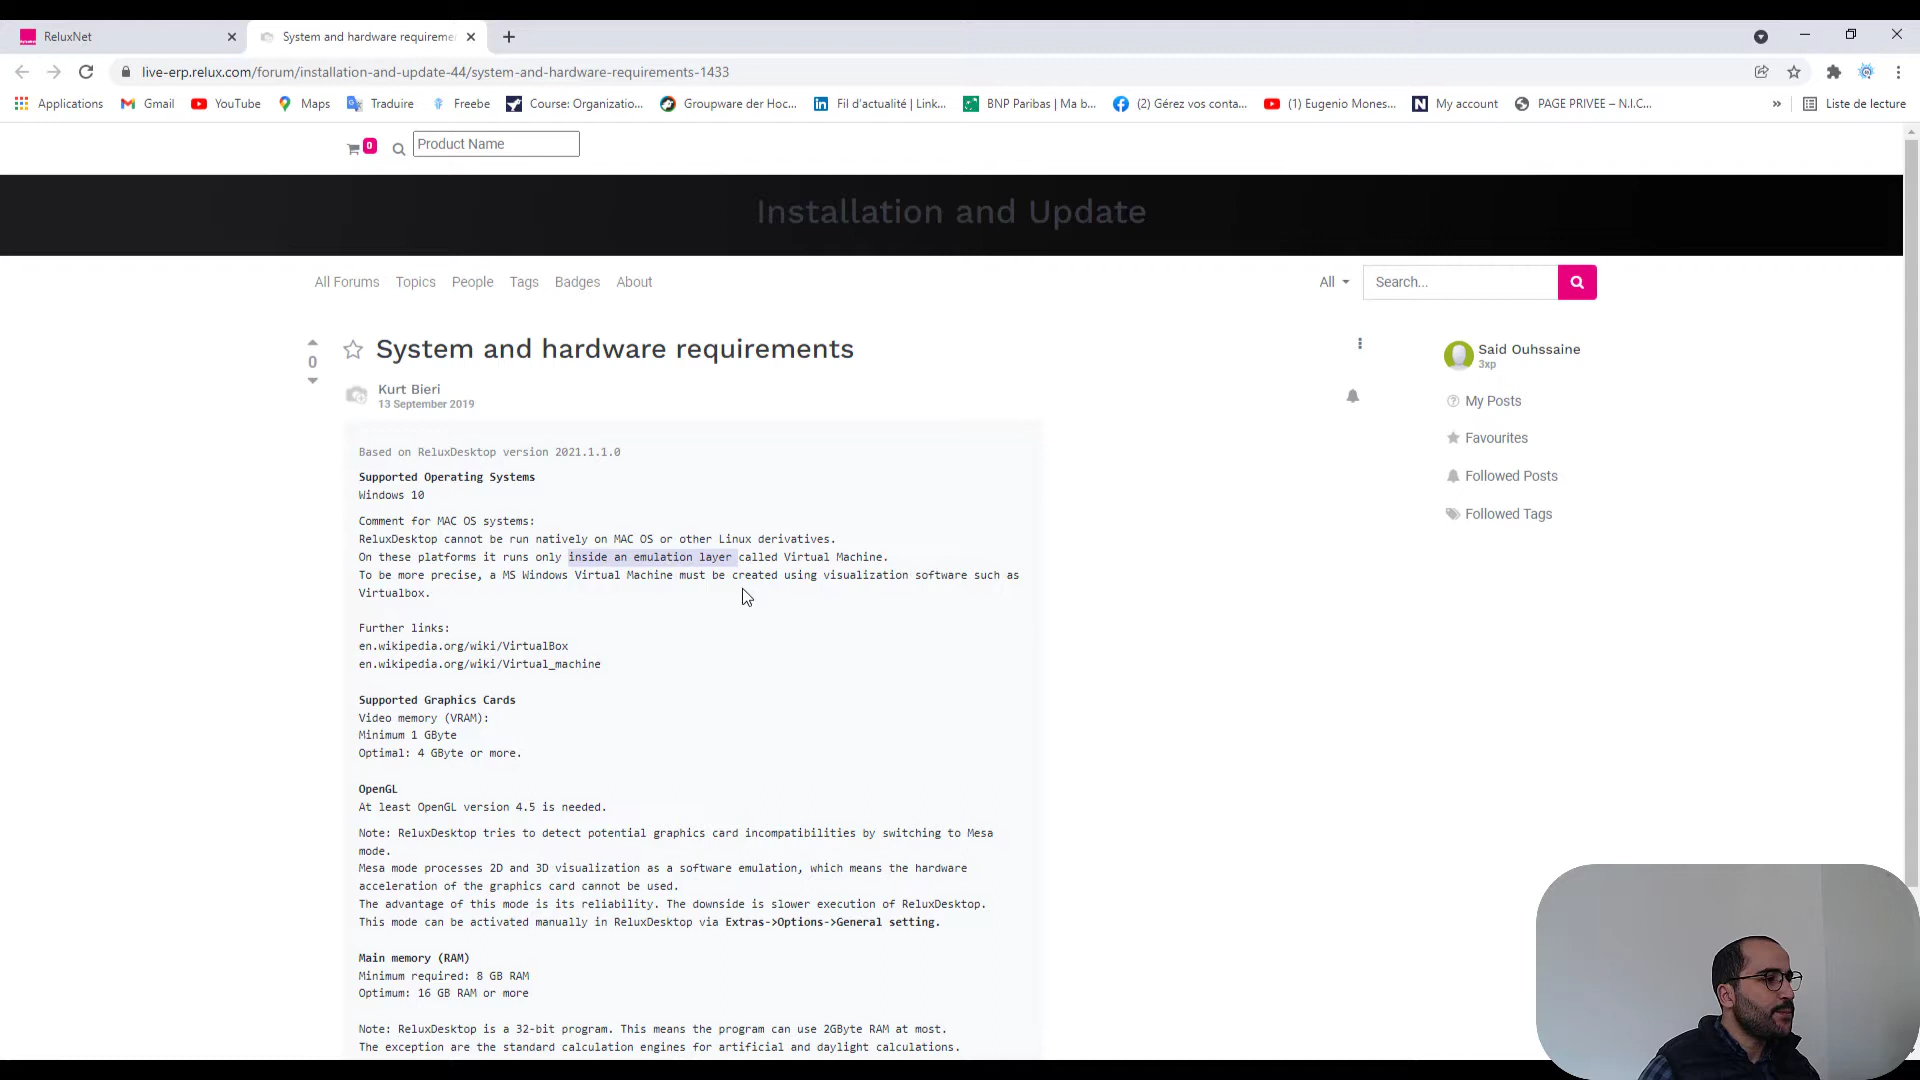 ReluxNet
System and hardware requireme
live-erp.relux.com/forum/installation-and-update-44/system-and-hardware-requirements-1433
Applications
Gmail
YouTube
Maps
Traduire
Freebe
Course: Organizatio...
Groupware der Hoc...
Fil d'actualité | Link...
BNP Paribas | Ma b...
(2) Gérez vos conta...
(1) Eugenio Mones...
My account
PAGE PRIVEE – N.I.C...
»
Liste de lecture
0
Product Name
Installation and Update
All Forums
Topics
People
Tags
Badges
About
All
Search...
0
System and hardware requirements
Kurt Bieri
13 September 2019
Said Ouhssaine
3xp
My Posts
Favourites
Followed Posts
Followed Tags
Based on ReluxDesktop version 2021.1.1.0
Supported Operating Systems
Windows 10
Comment for MAC OS systems:
ReluxDesktop cannot be run natively on MAC OS or other Linux derivatives.
On these platforms it runs only inside an emulation layer called Virtual Machine.
To be more precise, a MS Windows Virtual Machine must be created using visualization software such as
Virtualbox.
Further links:
en.wikipedia.org/wiki/VirtualBox
en.wikipedia.org/wiki/Virtual_machine
Supported Graphics Cards
Video memory (VRAM):
Minimum 1 GByte
Optimal: 4 GByte or more.
OpenGL
At least OpenGL version 4.5 is needed.
Note: ReluxDesktop tries to detect potential graphics card incompatibilities by switching to Mesa
mode.
Mesa mode processes 2D and 3D visualization as a software emulation, which means the hardware
acceleration of the graphics card cannot be used.
The advantage of this mode is its reliability. The downside is slower execution of ReluxDesktop.
This mode can be activated manually in ReluxDesktop via Extras->Options->General setting.
Main memory (RAM)
Minimum required: 8 GB RAM
Optimum: 16 GB RAM or more
Note: ReluxDesktop is a 32-bit program. This means the program can use 2GByte RAM at most.
The exception are the standard calculation engines for artificial and daylight calculations.